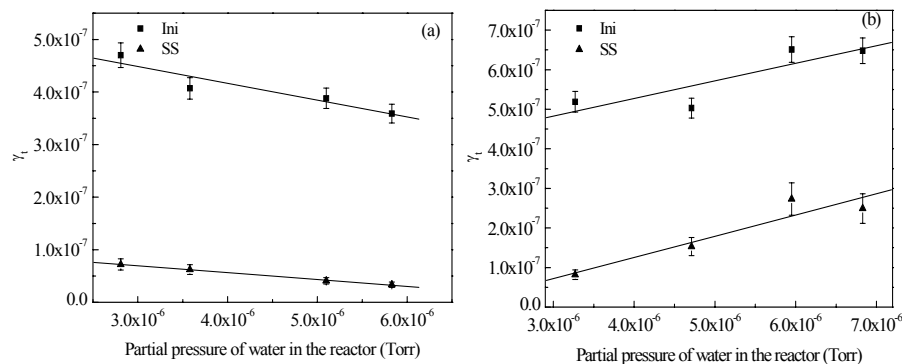 (a)
Ini
SS
5.0x10⁻⁷
4.0x10⁻⁷
3.0x10⁻⁷
2.0x10⁻⁷
1.0x10⁻⁷
0.0
γt
3.0x10⁻⁶
4.0x10⁻⁶
5.0x10⁻⁶
6.0x10⁻⁶
Partial pressure of water in the reactor (Torr)
(b)
Ini
SS
7.0x10⁻⁷
6.0x10⁻⁷
5.0x10⁻⁷
4.0x10⁻⁷
3.0x10⁻⁷
2.0x10⁻⁷
1.0x10⁻⁷
0.0
γt
3.0x10⁻⁶
4.0x10⁻⁶
5.0x10⁻⁶
6.0x10⁻⁶
7.0x10⁻⁶
Partial pressure of water in the reactor (Torr)